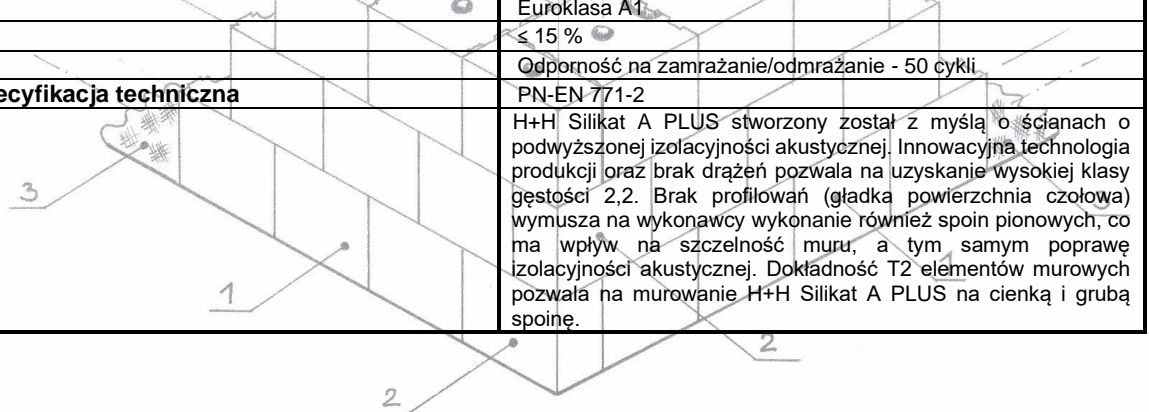 Euroklasa A1
≤ 15 %
Odporność na zamrażanie/odmrażanie - 50 cykli
ecyfikacja techniczna
PN-EN 771-2
H+H Silikat A PLUS stworzony został z myślą o ścianach o
podwyższonej izolacyjności akustycznej. Innowacyjna technologia
produkcji oraz brak drążeń pozwala na uzyskanie wysokiej klasy
gęstości 2,2. Brak profilowań (gładka powierzchnia czołowa)
wymusza na wykonawcy wykonanie również spoin pionowych, co
ma wpływ na szczelność muru, a tym samym poprawę
izolacyjności akustycznej. Dokładność T2 elementów murowych
pozwala na murowanie H+H Silikat A PLUS na cienką i grubą
spoinę.
3
1
1
2
2